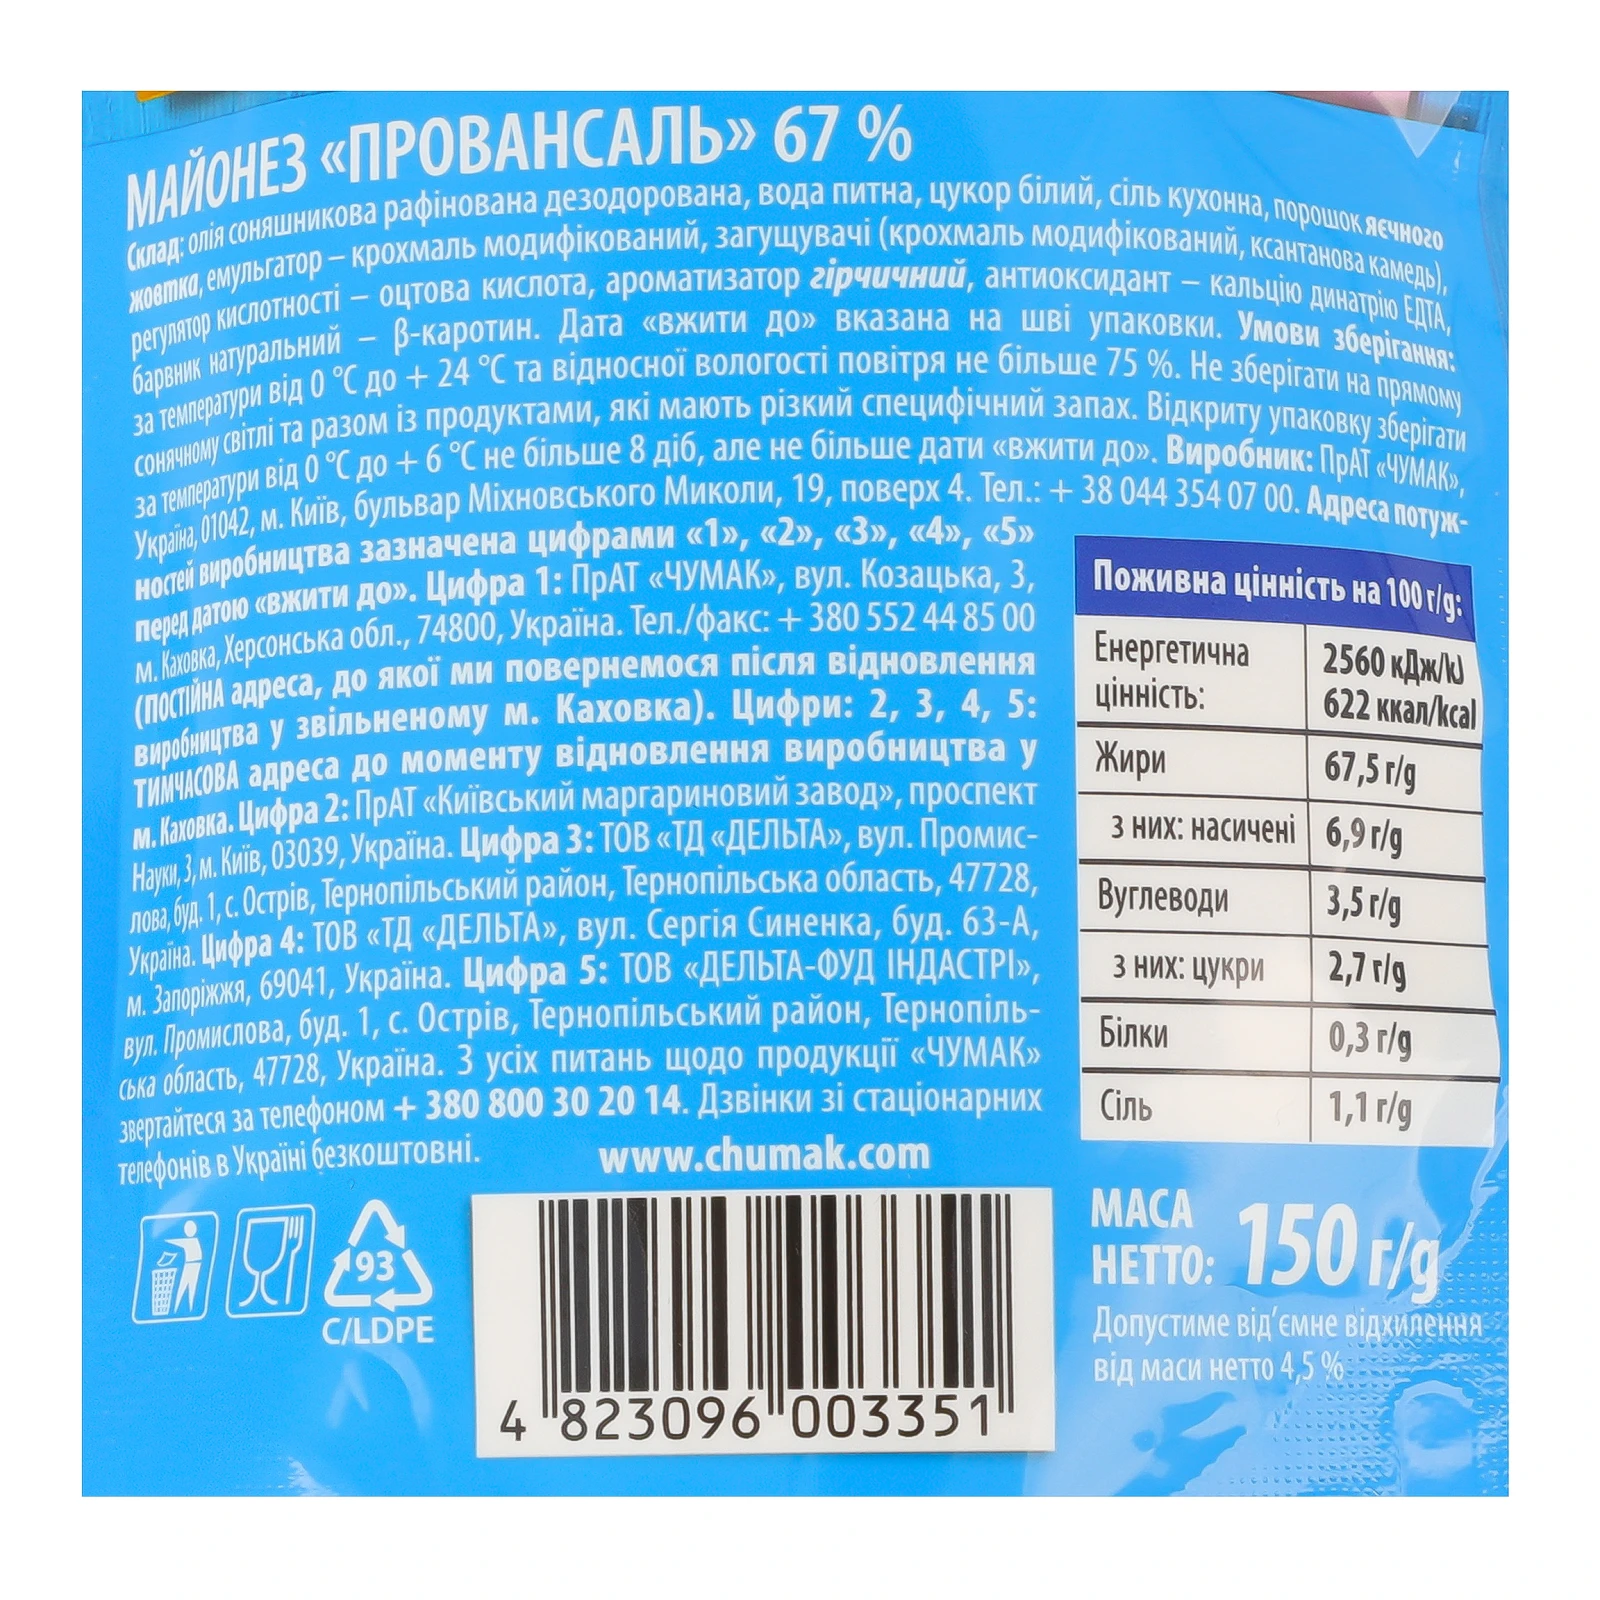 МАЙОНЕЗ «ПРОВАНСАЛЬ» 67 %
Склад: олія соняшникова рафінована дезодорована, вода питна, цукор білий, сіль кухонна, порошок яєчного
жовтка, емульгатор – крохмаль модифікований, загущувачі (крохмаль модифікований, ксантанова камедь),
регулятор кислотності – оцтова кислота, ароматизатор гірчичний, антиоксидант – кальцію динатрію ЕДТА,
барвник натуральний – β-каротин. Дата «вжити до» вказана на шві упаковки. Умови зберігання:
за температури від 0 °С до + 24 °С та відносної вологості повітря не більше 75 %. Не зберігати на прямому
сонячному світлі та разом із продуктами, які мають різкий специфічний запах. Відкриту упаковку зберігати
за температури від 0 °С до + 6 °С не більше 8 діб, але не більше дати «вжити до». Виробник: ПрАТ «ЧУМАК»,
Україна, 01042, м. Київ, бульвар Міхновського Миколи, 19, поверх 4. Тел.: + 38 044 354 07 00. Адреса потуж-
ностей виробництва зазначена цифрами «1», «2», «3», «4», «5»
перед датою «вжити до». Цифра 1: ПрАТ «ЧУМАК», вул. Козацька, 3,
м. Каховка, Херсонська обл., 74800, Україна. Тел./факс: + 380 552 44 85 00
(ПОСТІЙНА адреса, до якої ми повернемося після відновлення
виробництва у звільненому м. Каховка). Цифри: 2, 3, 4, 5:
ТИМЧАСОВА адреса до моменту відновлення виробництва у
м. Каховка. Цифра 2: ПрАТ «Київський маргариновий завод», проспект
Науки, 3, м. Київ, 03039, Україна. Цифра 3: ТОВ «ТД «ДЕЛЬТА», вул. Промис-
лова, буд. 1, с. Острів, Тернопільський район, Тернопільська область, 47728,
Україна. Цифра 4: ТОВ «ТД «ДЕЛЬТА», вул. Сергія Синенка, буд. 63-А,
м. Запоріжжя, 69041, Україна. Цифра 5: ТОВ «ДЕЛЬТА-ФУД ІНДАСТРІ»,
вул. Промислова, буд. 1, с. Острів, Тернопільський район, Тернопіль-
ська область, 47728, Україна. З усіх питань щодо продукції «ЧУМАК»
звертайтеся за телефоном + 380 800 30 20 14. Дзвінки зі стаціонарних
телефонів в Україні безкоштовні.
www.chumak.com
Поживна цінність на 100 г/g:
Енергетична цінність: 2560 кДж/kJ
622 ккал/kcal
Жири 67,5 г/g
з них: насичені 6,9 г/g
Вуглеводи 3,5 г/g
з них: цукри 2,7 г/g
Білки 0,3 г/g
Сіль 1,1 г/g
93
C/LDPE
4 823096 003351
МАСА
НЕТТО: 150 г/g
Допустиме від’ємне відхилення
від маси нетто 4,5 %